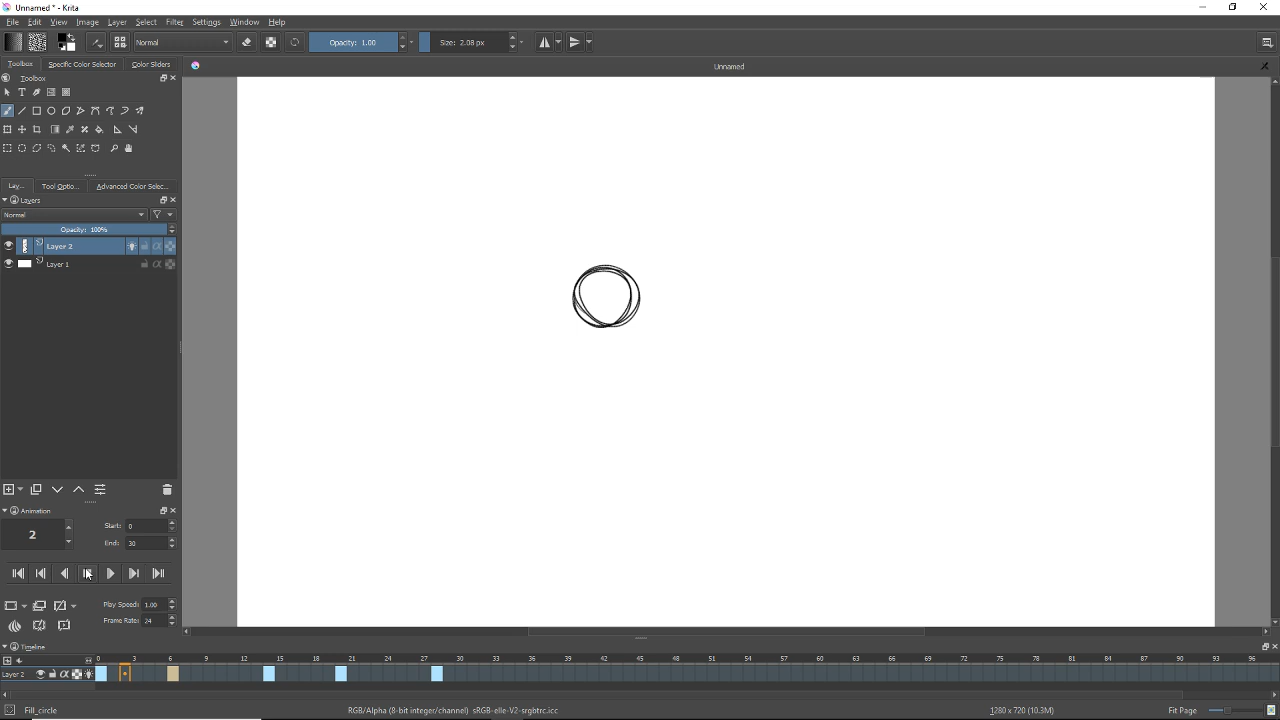 Unnamed * - Krita
File Edit View Image Layer Select Filter Settings Window Help
Normal Opacity: 1.00 Size: 2.08 px
Toolbox Specific Color Selector Color Sliders
Unnamed
Toolbox
Lay... Tool Optio... Advanced Color Selec...
Layers
Normal
Opacity: 100%
Layer 2
Layer 1
Animation
2 Start: 0
End: 30
Play Speed: 1.00
Frame Rate: 24
Timeline
0 3 6 9 12 15 18 21 24 27 30 33 36 39 42 45 48 51 54 57 60 63 66 69 72 75 78 81 84 87 90 93 96
Layer 2
Fill_circle RGB/Alpha (8-bit integer/channel) sRGB-elle-V2-srgbtrc.icc 1280 x 720 (10.3M) Fit Page